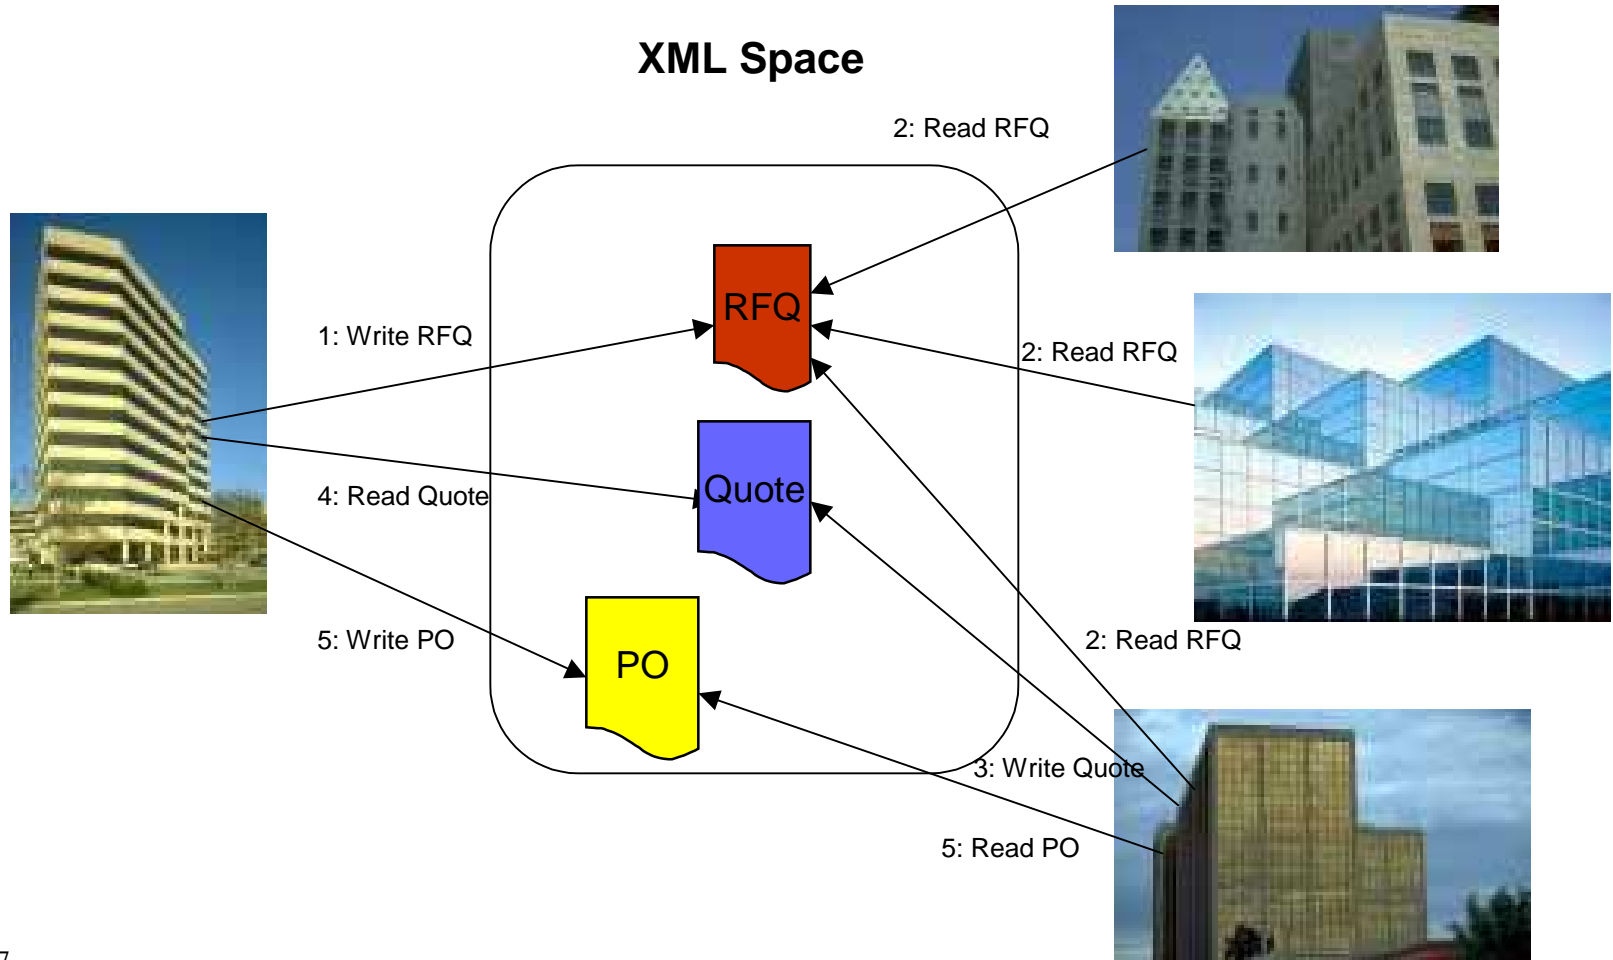 XML Space
2: Read RFQ
RFQ
1: Write RFQ
2: Read RFQ
Quote
4: Read Quote
5: Write PO
PO
2: Read RFQ
3: Write Quote
5: Read PO
7